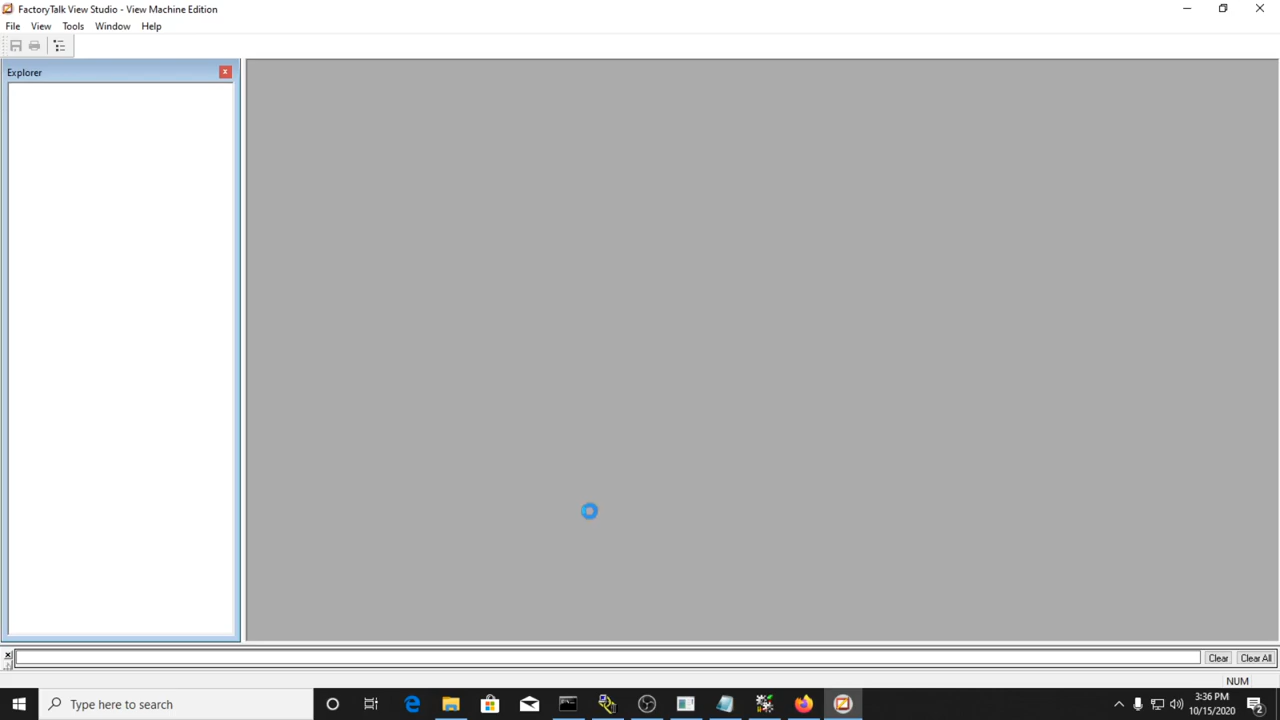 FactoryTalk View Studio - View Machine Edition
File View Tools Window Help
Explorer
Clear Clear All
NUM
Type here to search
3:36 PM
10/15/2020
2